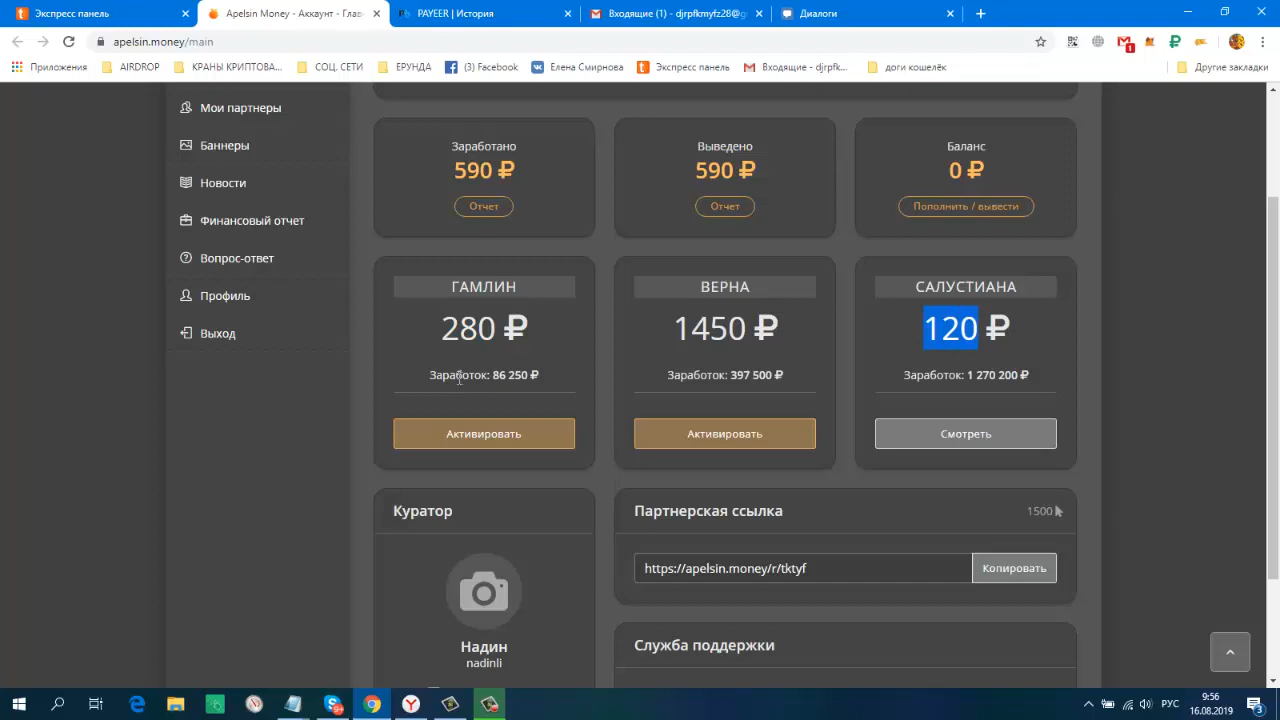 Экспресс панель
Apelsin Money - Аккаунт - Глав
PAYEER | История
Входящие (1) - djrpfkmyfz28@g
Диалоги
apelsin.money/main
1
Приложения
AIRDROP
КРАНЫ КРИПТОВА...
СОЦ. СЕТИ
ЕРУНДА
(3) Facebook
Елена Смирнова
Экспресс панель
Входящие - djrpfk...
доги кошелёк
Другие закладки
Мои партнеры
Баннеры
Новости
Финансовый отчет
Вопрос-ответ
Профиль
Выход
Заработано
590 ₽
Отчет
Выведено
590 ₽
Отчет
Баланс
0 ₽
Пополнить / вывести
ГАМЛИН
280 ₽
Заработок: 86 250 ₽
Активировать
ВЕРНА
1450 ₽
Заработок: 397 500 ₽
Активировать
САЛУСТИАНА
120 ₽
Заработок: 1 270 200 ₽
Смотреть
Куратор
Надин
nadinli
Партнерская ссылка
1500
https://apelsin.money/r/tktyf
Копировать
Служба поддержки
РУС
9:56
16.08.2019
3